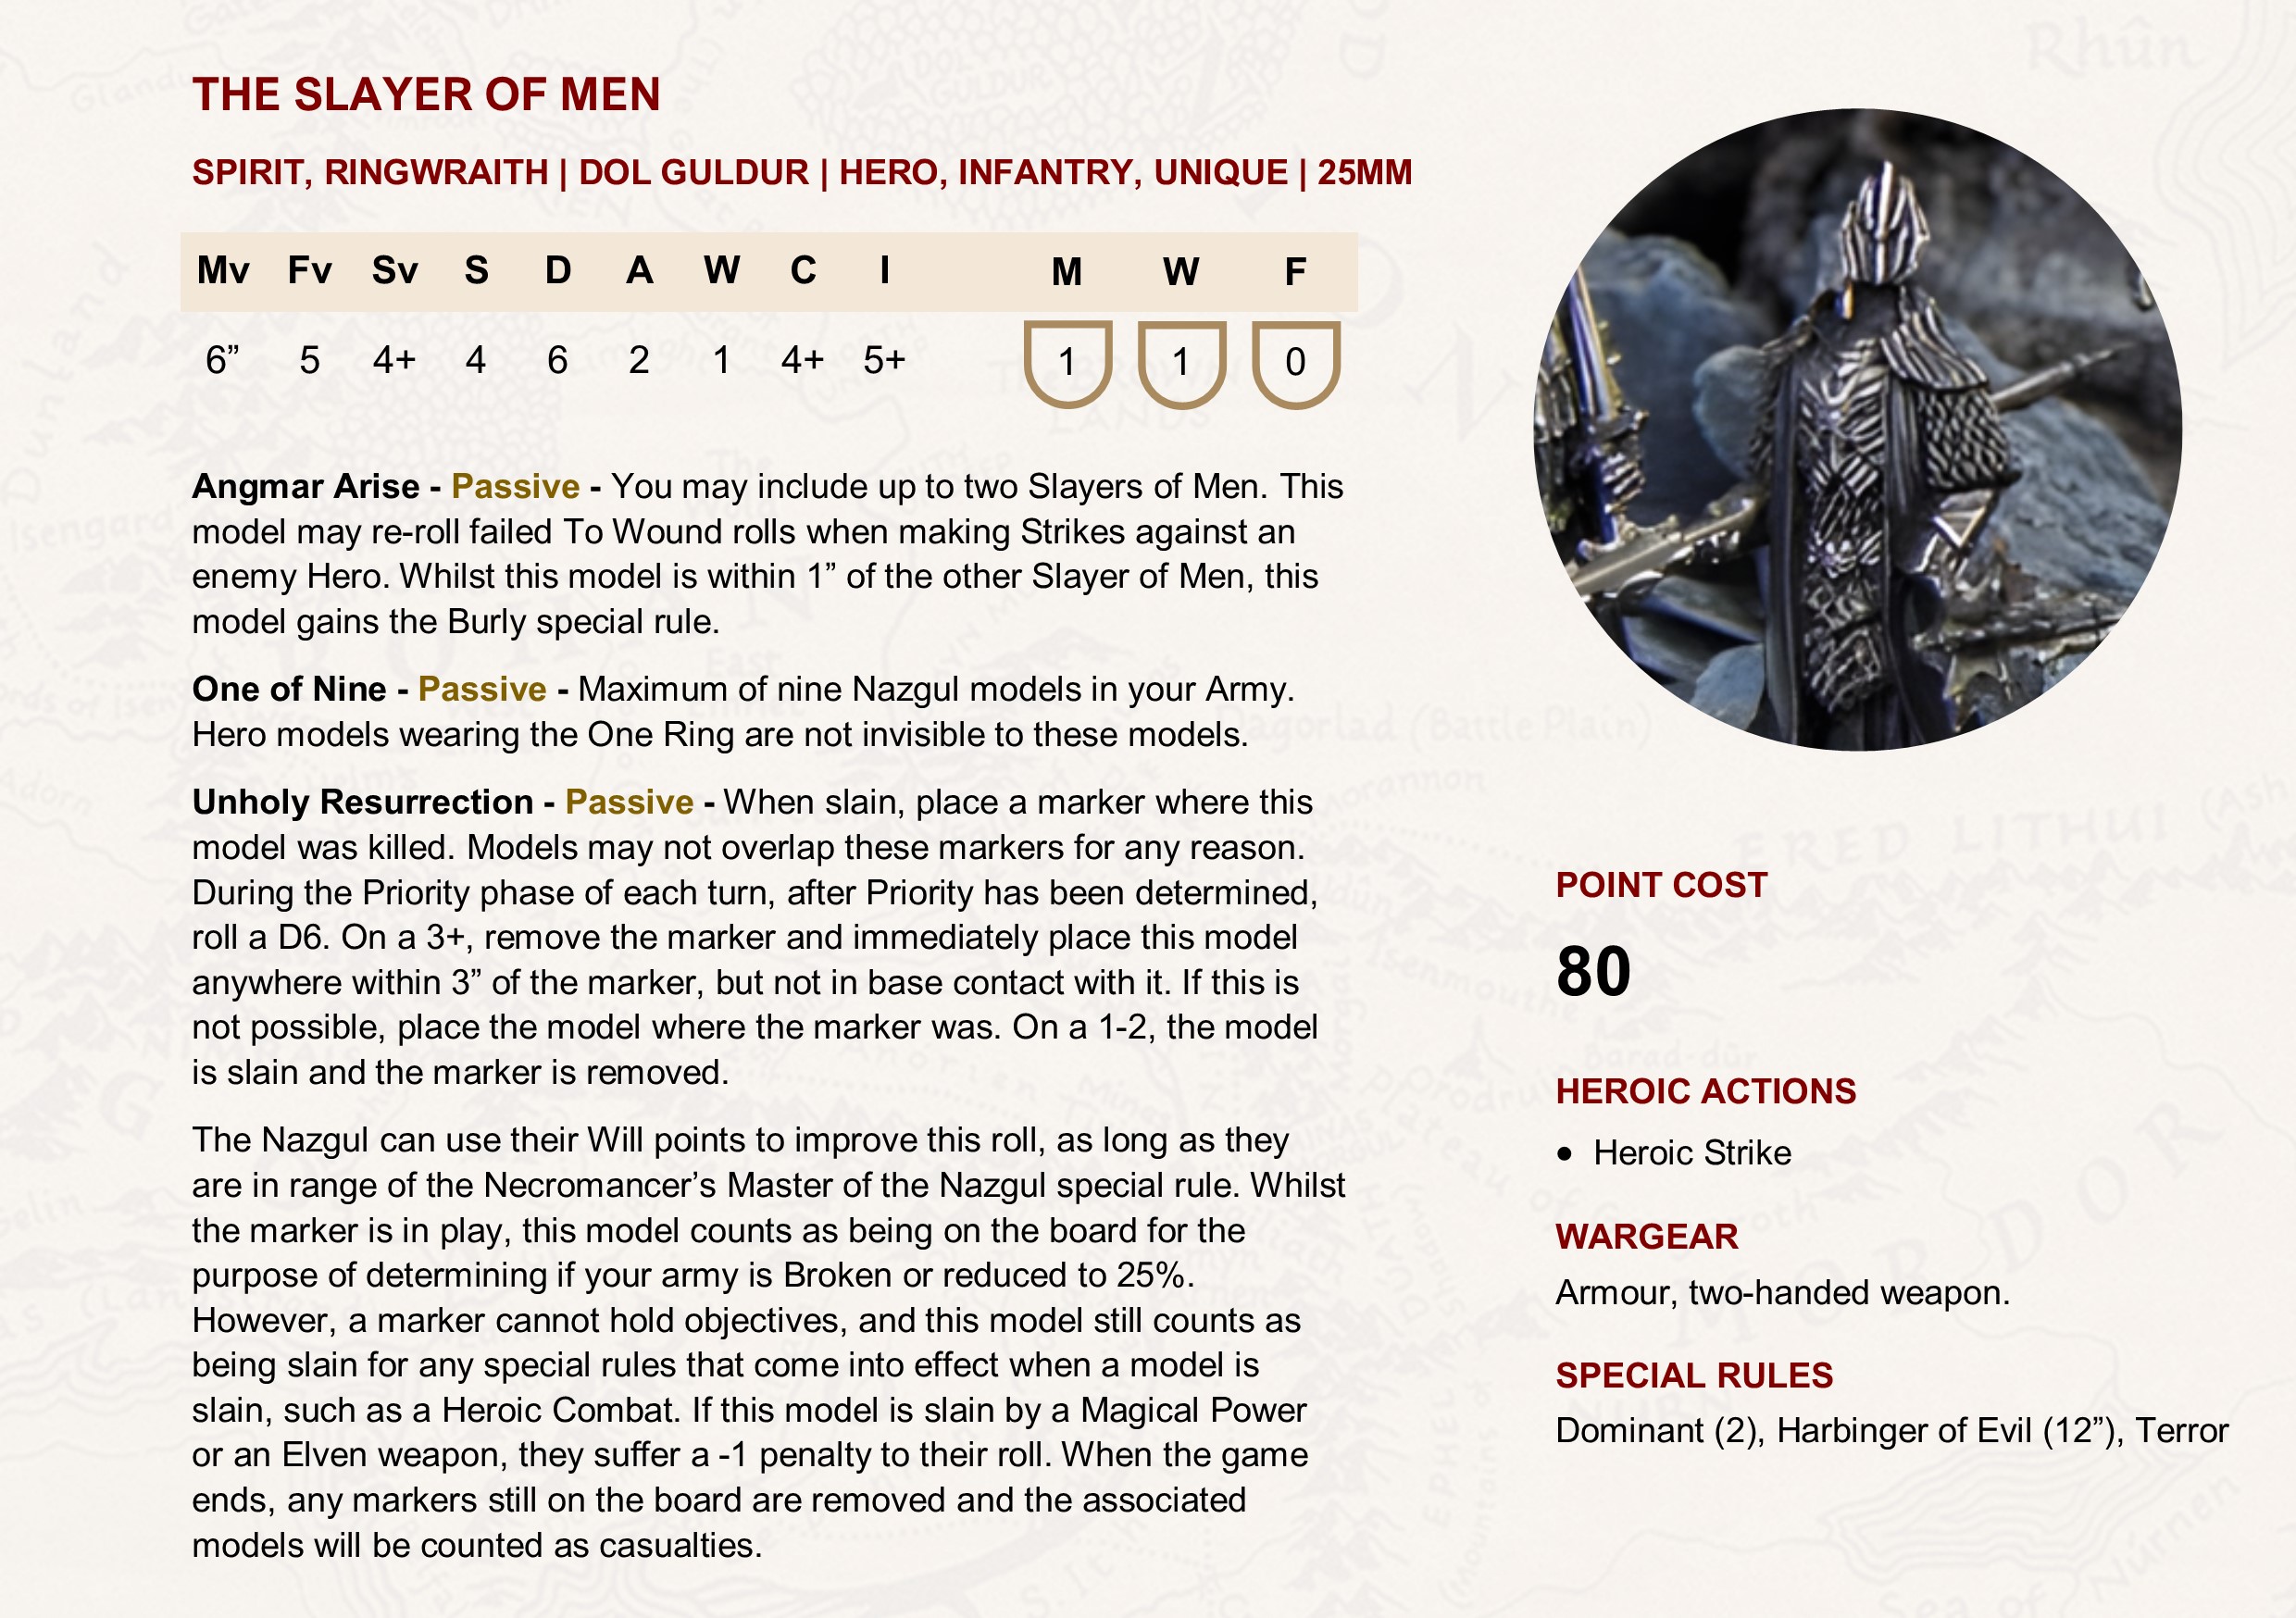 THE SLAYER OF MEN
SPIRIT, RINGWRAITH | DOL GULDUR | HERO, INFANTRY, UNIQUE | 25MM
Mv Fv Sv S D A W C I M W F
6” 5 4+ 4 6 2 1 4+ 5+ 1 1 0
Angmar Arise - Passive - You may include up to two Slayers of Men. This
model may re-roll failed To Wound rolls when making Strikes against an
enemy Hero. Whilst this model is within 1” of the other Slayer of Men, this
model gains the Burly special rule.
One of Nine - Passive - Maximum of nine Nazgul models in your Army.
Hero models wearing the One Ring are not invisible to these models.
Unholy Resurrection - Passive - When slain, place a marker where this
model was killed. Models may not overlap these markers for any reason.
During the Priority phase of each turn, after Priority has been determined,
roll a D6. On a 3+, remove the marker and immediately place this model
anywhere within 3” of the marker, but not in base contact with it. If this is
not possible, place the model where the marker was. On a 1-2, the model
is slain and the marker is removed.
The Nazgul can use their Will points to improve this roll, as long as they
are in range of the Necromancer’s Master of the Nazgul special rule. Whilst
the marker is in play, this model counts as being on the board for the
purpose of determining if your army is Broken or reduced to 25%.
However, a marker cannot hold objectives, and this model still counts as
being slain for any special rules that come into effect when a model is
slain, such as a Heroic Combat. If this model is slain by a Magical Power
or an Elven weapon, they suffer a -1 penalty to their roll. When the game
ends, any markers still on the board are removed and the associated
models will be counted as casualties.
POINT COST
80
HEROIC ACTIONS
• Heroic Strike
WARGEAR
Armour, two-handed weapon.
SPECIAL RULES
Dominant (2), Harbinger of Evil (12”), Terror
Rhûn
Dunland
Isengard
Dagorlad (Battle Plain)
ERED LITHUI (Ash
Barad-dûr
MORDOR
Sea of Núrnen